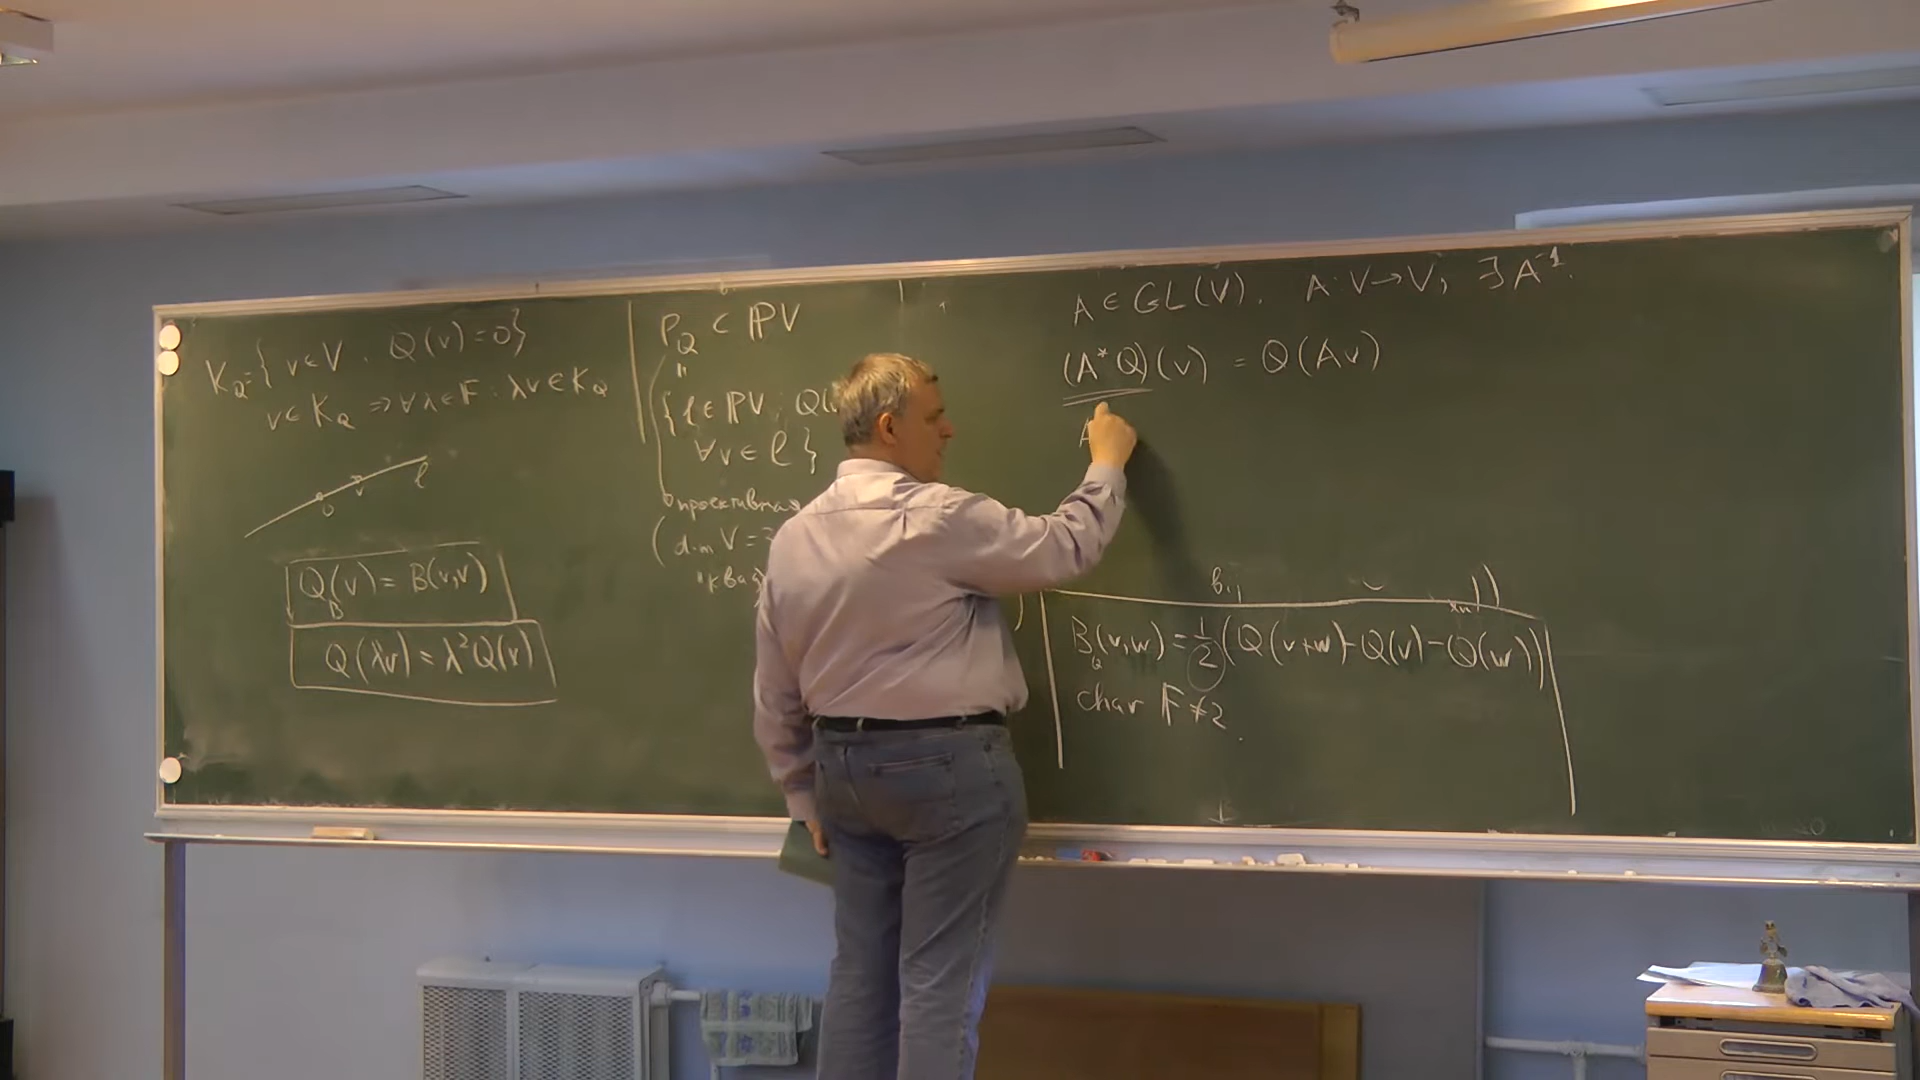 K_Q = { v ∈ V . Q(v) = 0 }
v ∈ K_Q ⇒ ∀ λ ∈ F : λv ∈ K_Q
0 v ℓ
Q_B(v) = B(v,v)
Q(λv) = λ²Q(v)
P_Q ⊂ ℙV
"
{ ℓ ∈ ℙV : Q(
∀v ∈ ℓ }
проективная
(dim V =
"квад
A ∈ GL(V). A: V → V, ∃ A⁻¹.
(A*Q)(v) = Q(Av)
A
B_Q(v,w) = 1/2 (Q(v+w) - Q(v) - Q(w))
char F ≠ 2.